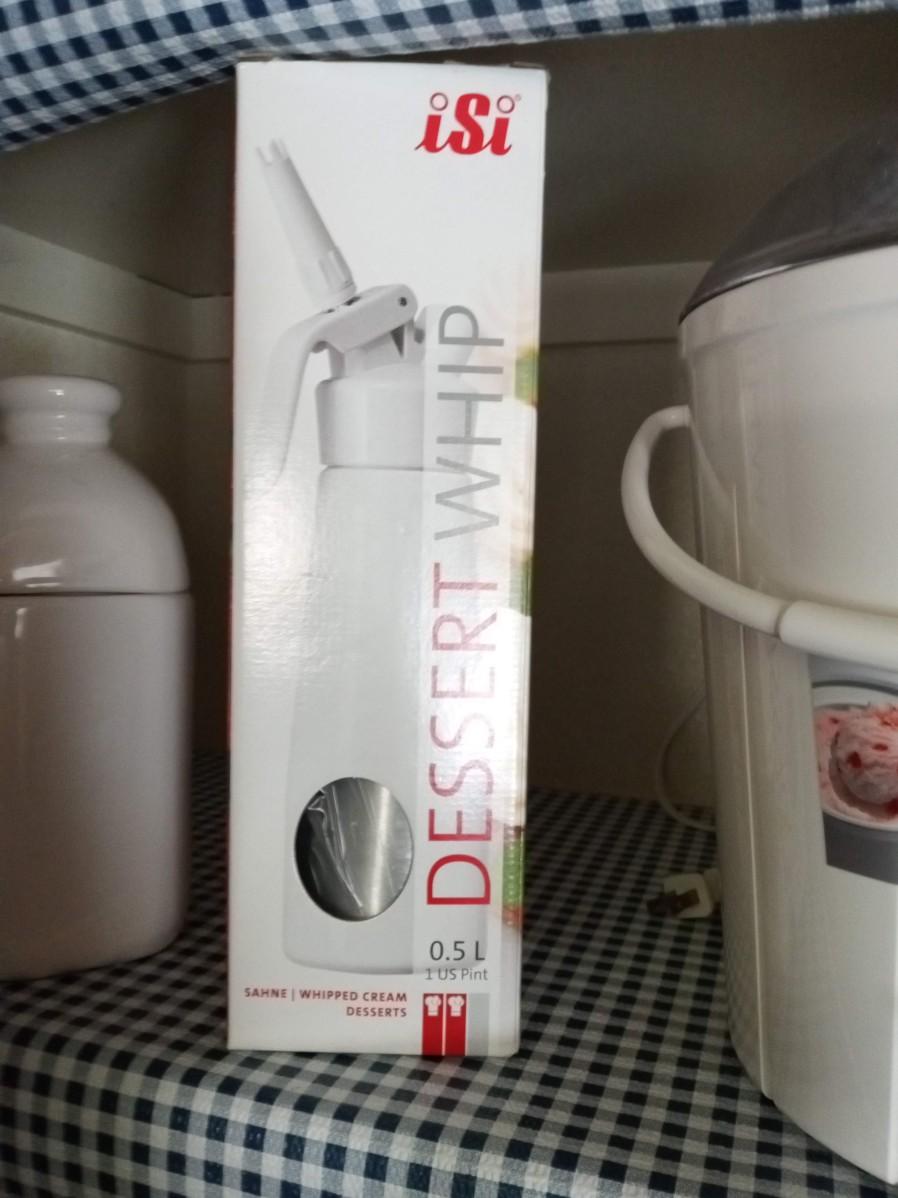 iSi®
DESSERT WHIP
0.5 L
1 US Pint
SAHNE | WHIPPED CREAM
DESSERTS